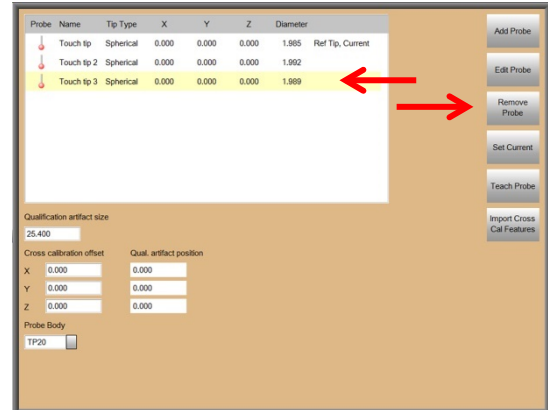 Probe Name Tip Type X Y Z Diameter
Touch tip Spherical 0.000 0.000 0.000 1.985 Ref Tip, Current
Touch tip 2 Spherical 0.000 0.000 0.000 1.992
Touch tip 3 Spherical 0.000 0.000 0.000 1.989
Add Probe
Edit Probe
Remove
Probe
Set Current
Teach Probe
Import Cross
Cal Features
Qualification artifact size
25.400
Cross calibration offset Qual. artifact position
X 0.000 0.000
Y 0.000 0.000
Z 0.000 0.000
Probe Body
TP20